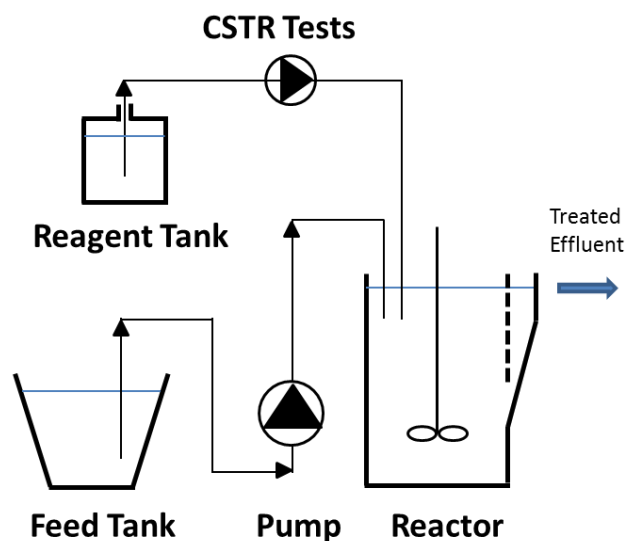 CSTR Tests
Reagent Tank
Treated
Effluent
Feed Tank
Pump
Reactor